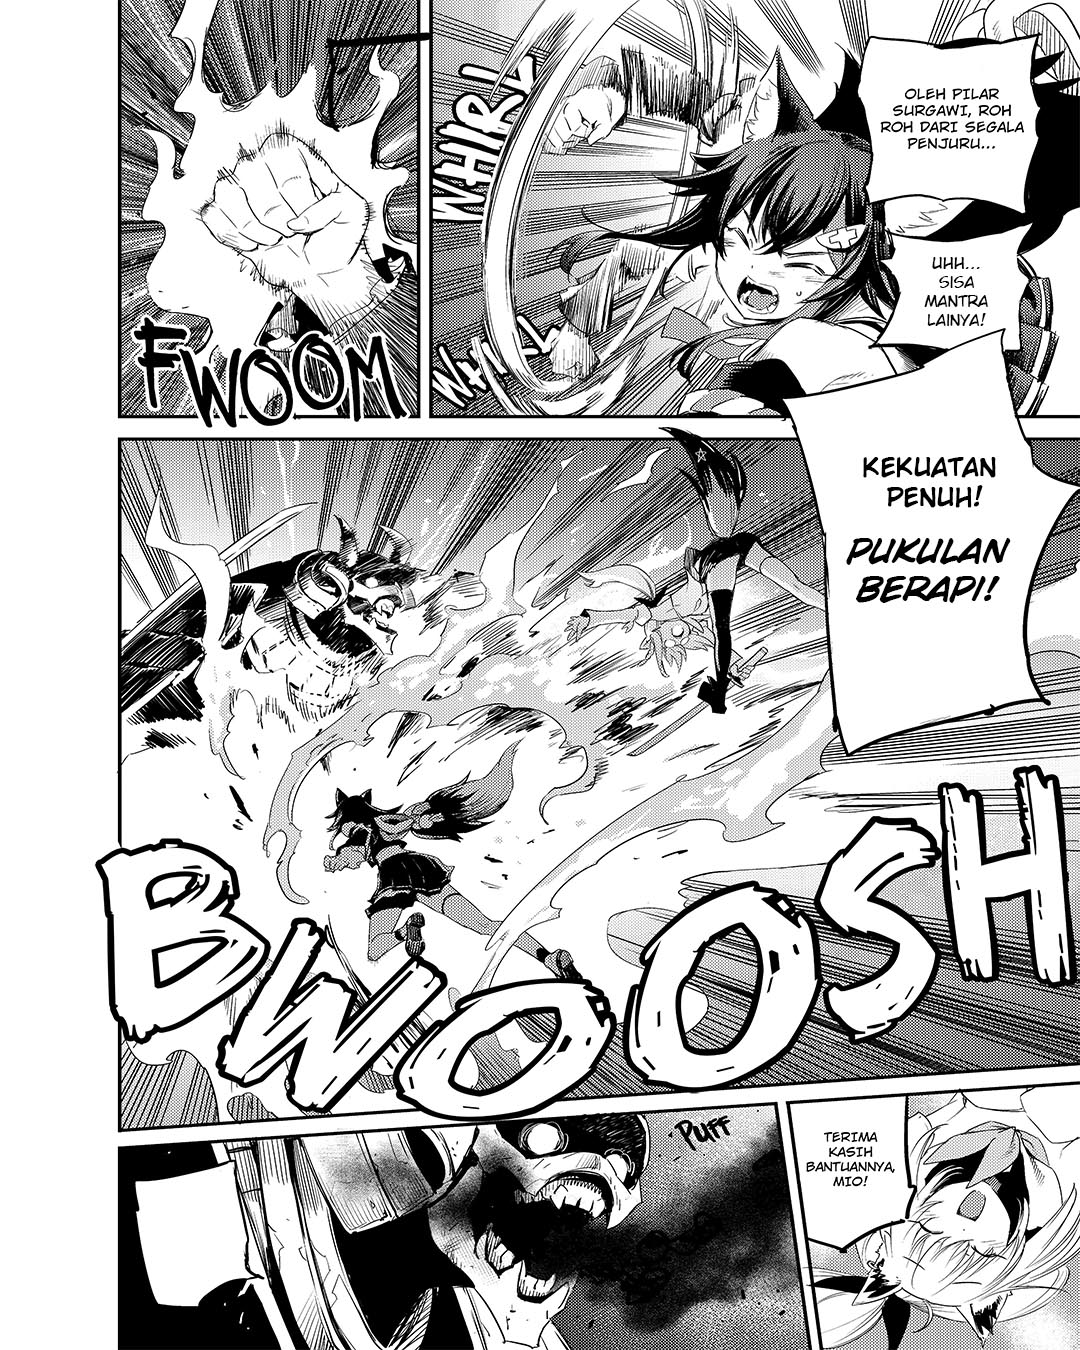 FWOOM
WHIRL
WHIRL
OLEH PILAR
SURGAWI, ROH
ROH DARI SEGALA
PENJURU...
UHH...
SISA
MANTRA
LAINYA!
KEKUATAN
PENUH!
PUKULAN
BERAPI!
BWOOSH
PUFF
TERIMA
KASIH
BANTUANNYA,
MIO!